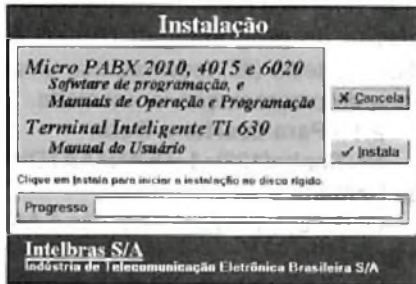 Instalação
Micro PABX 2010, 4015 e 6020
Sofwtare de programação, e
Manuais de Operação e Programação
Terminal Inteligente TI 630
Manual do Usuário
X Cancela
✓ Instala
Clique em Instala para iniciar a instalação no disco rígido.
Progresso
Intelbras S/A
Indústria de Telecomunicação Eletrônica Brasileira S/A